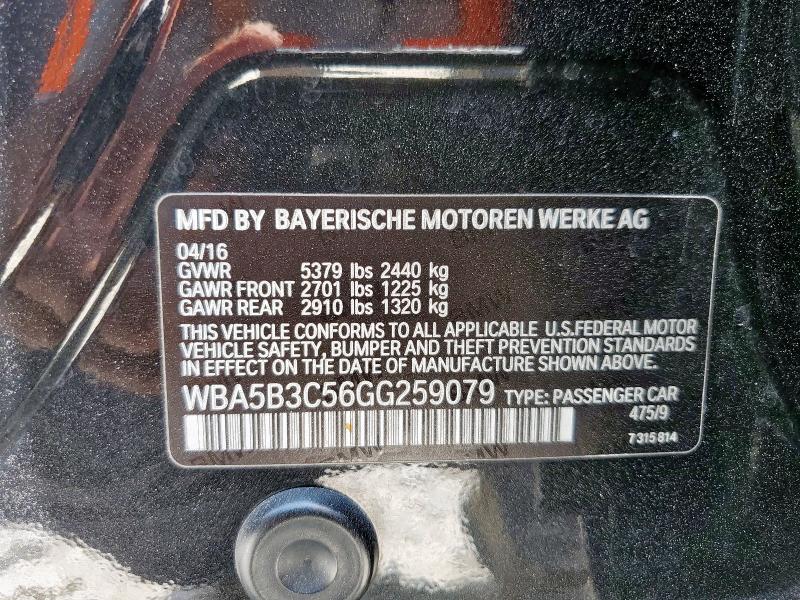 MFD BY BAYERISCHE MOTOREN WERKE AG
04/16
GVWR 5379 lbs 2440 kg
GAWR FRONT 2701 lbs 1225 kg
GAWR REAR 2910 lbs 1320 kg
THIS VEHICLE CONFORMS TO ALL APPLICABLE U.S.FEDERAL MOTOR
VEHICLE SAFETY, BUMPER AND THEFT PREVENTION STANDARDS
IN EFFECT ON THE DATE OF MANUFACTURE SHOWN ABOVE.
WBA5B3C56GG259079 TYPE: PASSENGER CAR
475/9
7 315 814